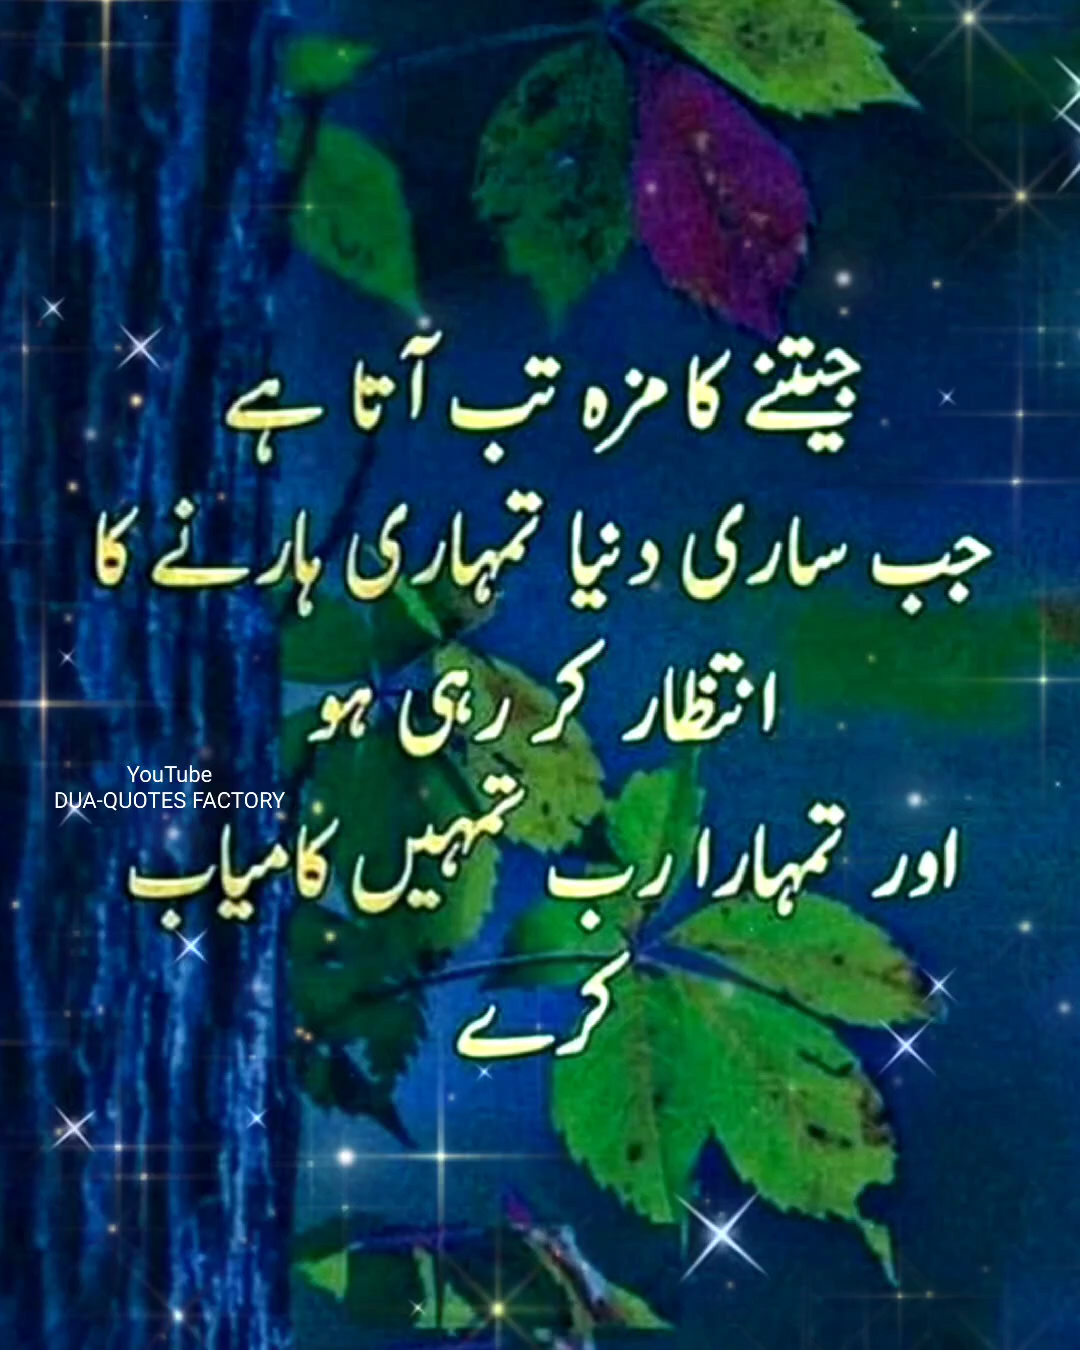 جیتنے کا مزہ تب آتا ہے
جب ساری دنیا تمہاری ہارنے کا
انتظار کر رہی ہو
YouTube
DUA-QUOTES FACTORY
اور تمہارا رب تمہیں کامیاب
کرے